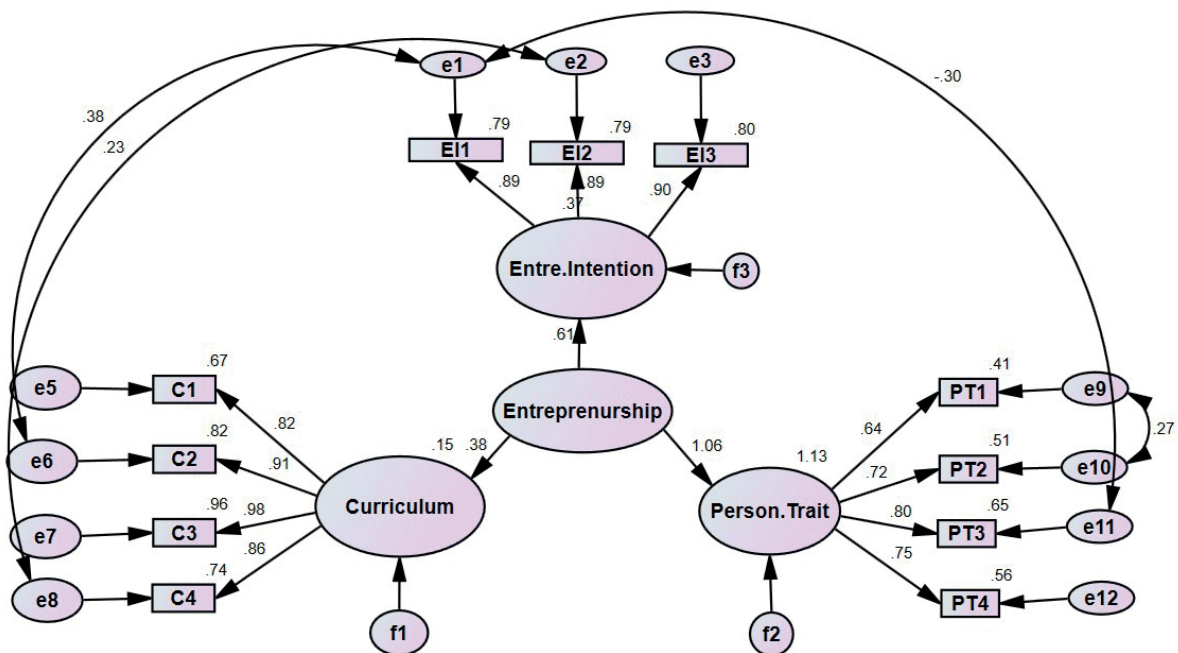 e1
e2
e3
-.30
.38
.23
.79
.79
.80
EI1
EI2
EI3
.89
.89
.90
.37
Entre.Intention
f3
.61
.67
.41
e5
C1
Entreprenurship
PT1
e9
.82
.82
.15
.38
1.06
.64
.51
.27
e6
C2
.91
1.13
.72
PT2
e10
.96
.98
Curriculum
Person.Trait
.80
.65
e7
C3
PT3
e11
.86
.74
.75
.56
e8
C4
PT4
e12
f1
f2